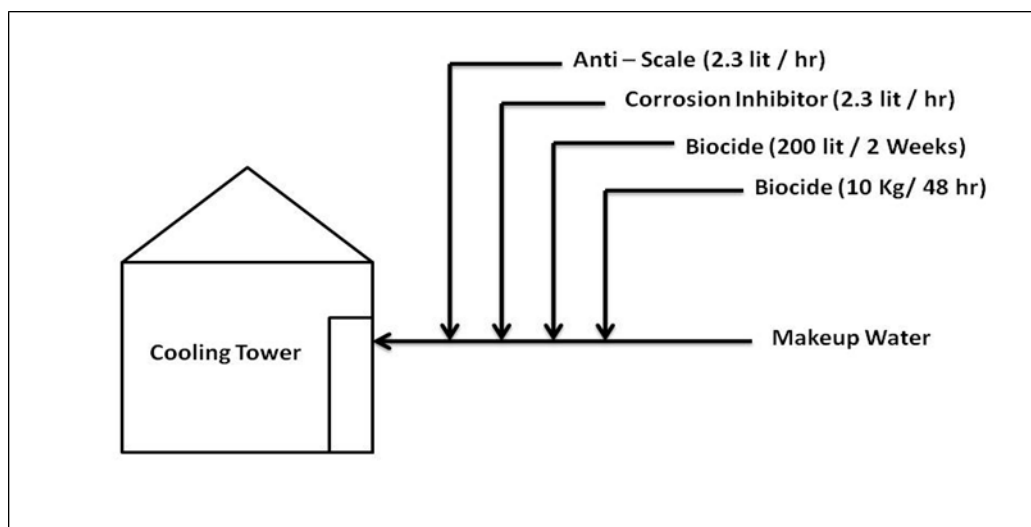 Anti – Scale (2.3 lit / hr)
Corrosion Inhibitor (2.3 lit / hr)
Biocide (200 lit / 2 Weeks)
Biocide (10 Kg/ 48 hr)
Cooling Tower
Makeup Water